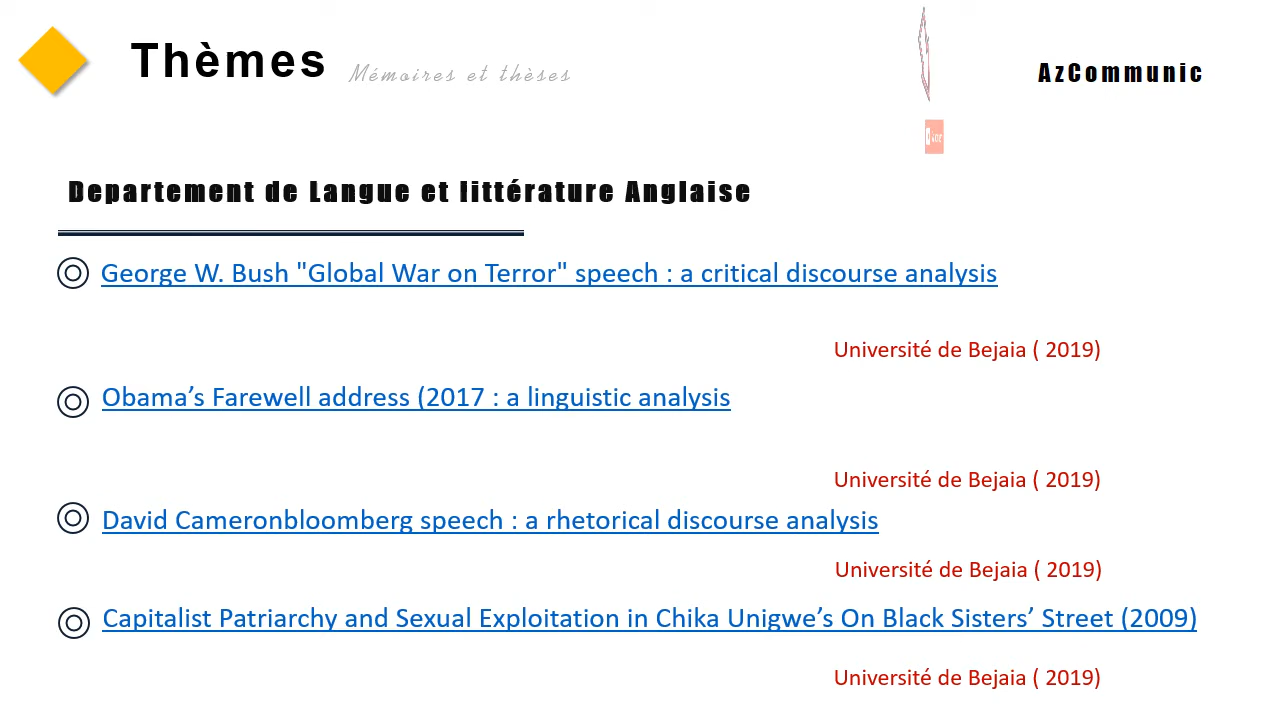 Thèmes
Mémoires et thèses
AzCommunic
Departement de Langue et littérature Anglaise
George W. Bush "Global War on Terror" speech : a critical discourse analysis
Université de Bejaia ( 2019)
Obama’s Farewell address (2017 : a linguistic analysis
Université de Bejaia ( 2019)
David Cameronbloomberg speech : a rhetorical discourse analysis
Université de Bejaia ( 2019)
Capitalist Patriarchy and Sexual Exploitation in Chika Unigwe’s On Black Sisters’ Street (2009)
Université de Bejaia ( 2019)